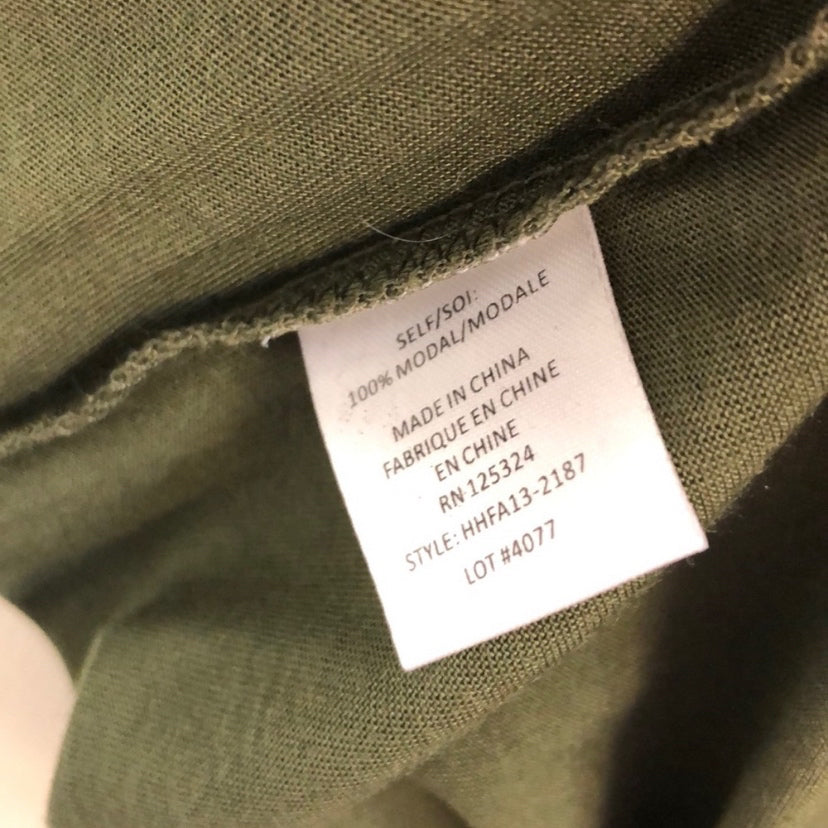 SELF/SOI:
100% MODAL/MODALE
MADE IN CHINA
FABRIQUE EN CHINE
EN CHINE
RN 125324
STYLE: HHFA13-2187
LOT #4077